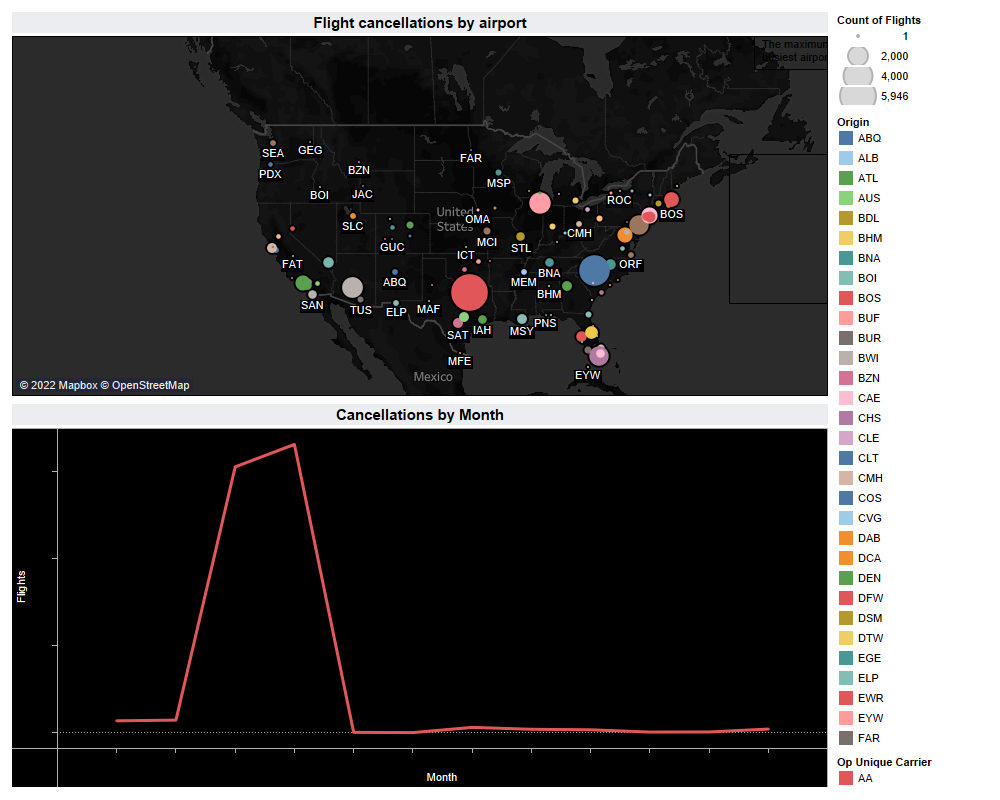 Flight cancellations by airport
The maximum
busiest airpor
SEA
GEG
PDX
BZN
FAR
MSP
BOI
JAC
ROC
BOS
SLC
United
States
OMA
CMH
GUC
MCI
STL
FAT
ICT
ORF
ABQ
MEM
BNA
BHM
SAN
TUS
ELP
MAF
SAT
IAH
MSY
PNS
MFE
EYW
Mexico
© 2022 Mapbox © OpenStreetMap
Cancellations by Month
Flights
Month
Count of Flights
1
2,000
4,000
5,946
Origin
ABQ
ALB
ATL
AUS
BDL
BHM
BNA
BOI
BOS
BUF
BUR
BWI
BZN
CAE
CHS
CLE
CLT
CMH
COS
CVG
DAB
DCA
DEN
DFW
DSM
DTW
EGE
ELP
EWR
EYW
FAR
Op Unique Carrier
AA